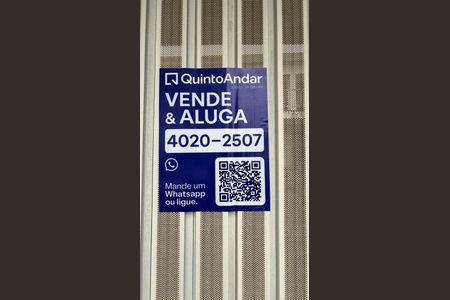 QuintoAndar
VENDE
& ALUGA
4020-2507
Mande um
Whatsapp
ou ligue.